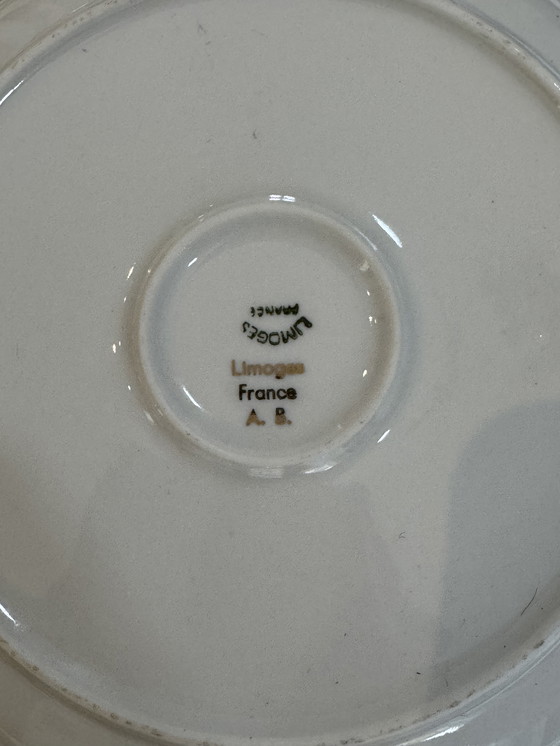 LIMOGES
FRANCE
Limoges
France
A. B.